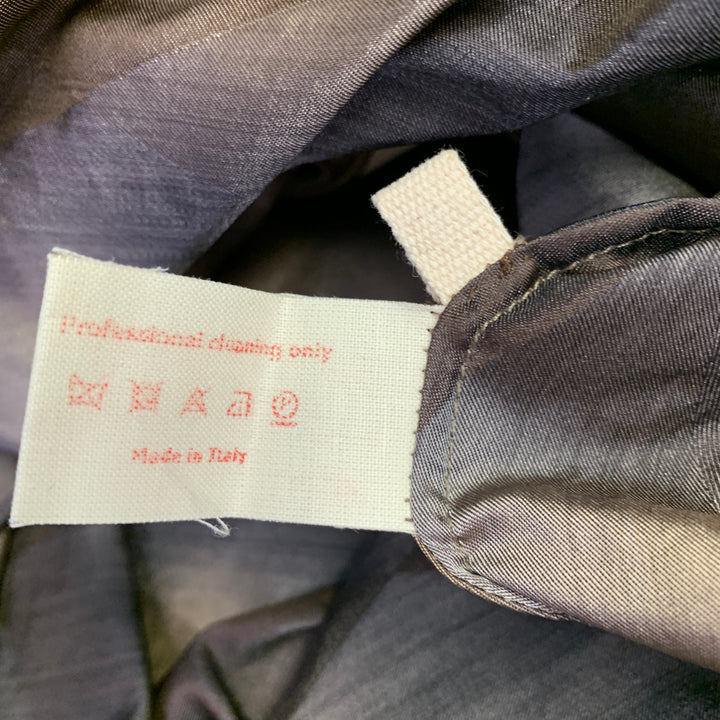 Professional cleaning only
P
Made in Italy